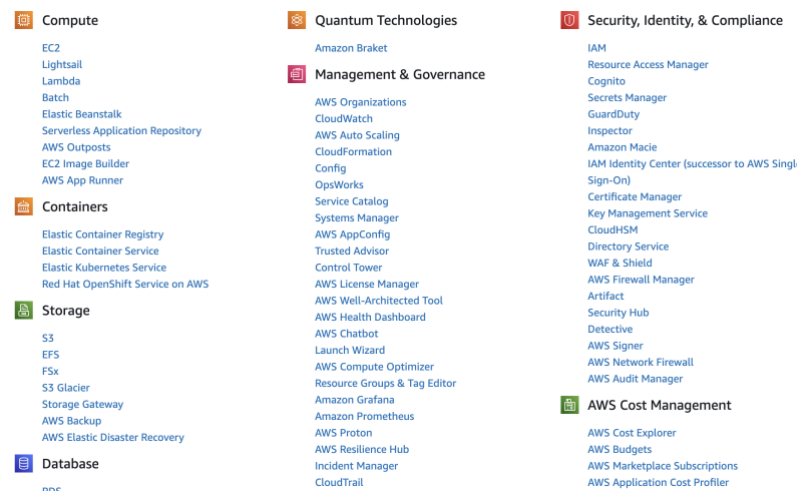 Compute
EC2
Lightsail
Lambda
Batch
Elastic Beanstalk
Serverless Application Repository
AWS Outposts
EC2 Image Builder
AWS App Runner
Containers
Elastic Container Registry
Elastic Container Service
Elastic Kubernetes Service
Red Hat OpenShift Service on AWS
Storage
S3
EFS
FSx
S3 Glacier
Storage Gateway
AWS Backup
AWS Elastic Disaster Recovery
Database
Quantum Technologies
Amazon Braket
Management & Governance
AWS Organizations
CloudWatch
AWS Auto Scaling
CloudFormation
Config
OpsWorks
Service Catalog
Systems Manager
AWS AppConfig
Trusted Advisor
Control Tower
AWS License Manager
AWS Well-Architected Tool
AWS Health Dashboard
AWS Chatbot
Launch Wizard
AWS Compute Optimizer
Resource Groups & Tag Editor
Amazon Grafana
Amazon Prometheus
AWS Proton
AWS Resilience Hub
Incident Manager
CloudTrail
Security, Identity, & Compliance
IAM
Resource Access Manager
Cognito
Secrets Manager
GuardDuty
Inspector
Amazon Macie
IAM Identity Center (successor to AWS Singl
Sign-On)
Certificate Manager
Key Management Service
CloudHSM
Directory Service
WAF & Shield
AWS Firewall Manager
Artifact
Security Hub
Detective
AWS Signer
AWS Network Firewall
AWS Audit Manager
AWS Cost Management
AWS Cost Explorer
AWS Budgets
AWS Marketplace Subscriptions
AWS Application Cost Profiler